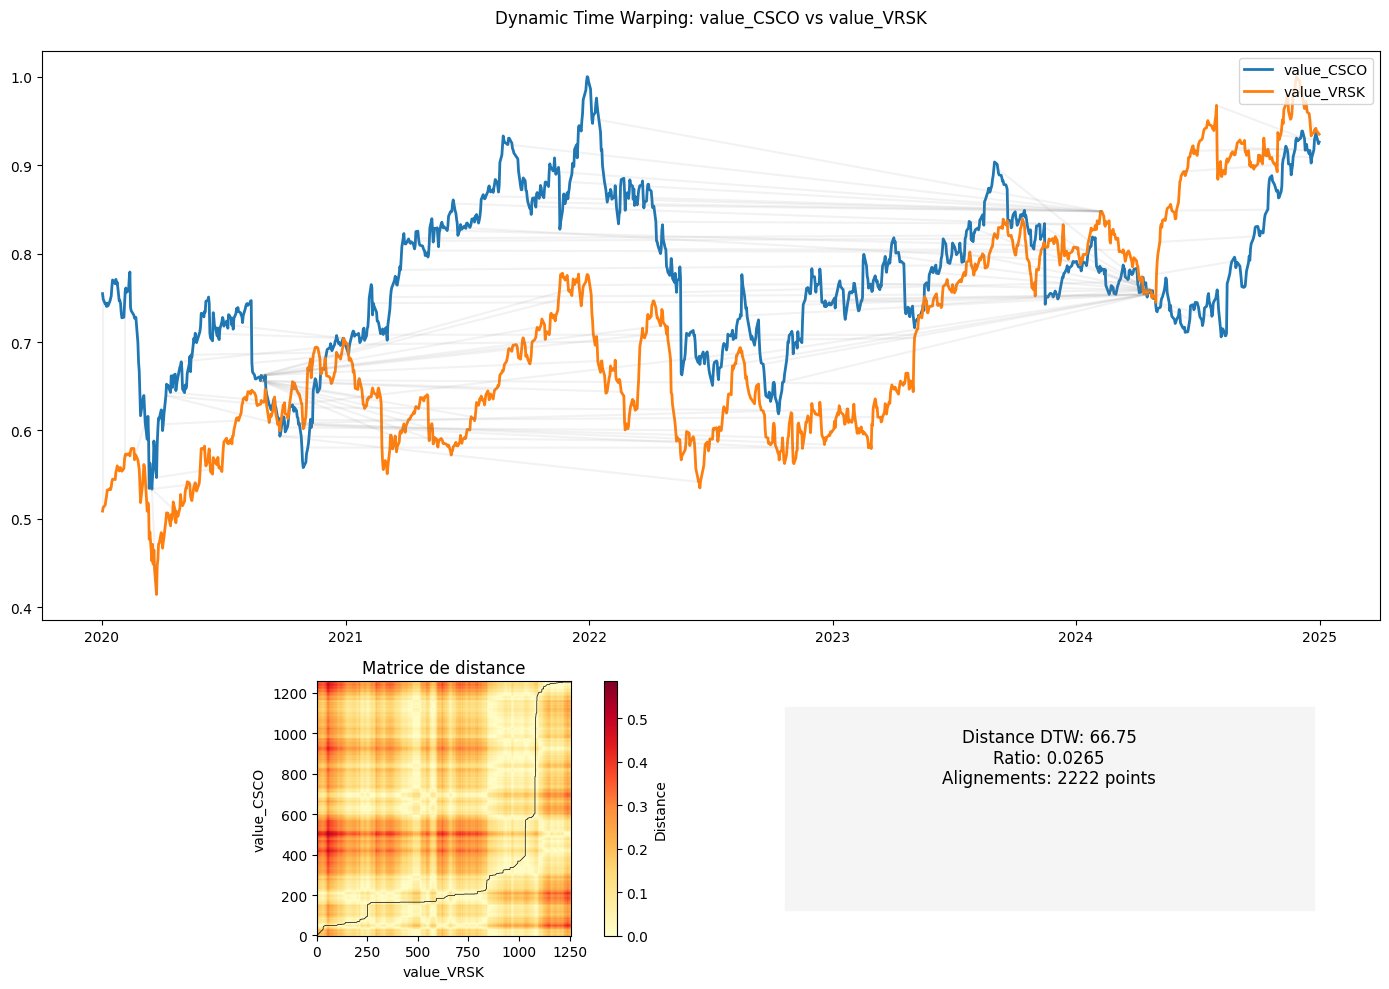 Dynamic Time Warping: value_CSCO vs value_VRSK
value_CSCO
value_VRSK
1.0
0.9
0.8
0.7
0.6
0.5
0.4
2020 2021 2022 2023 2024 2025
Matrice de distance
value_CSCO
1200
1000
800
600
400
200
0
0 250 500 750 1000 1250
value_VRSK
0.5
0.4
0.3
0.2
0.1
0.0
Distance
Distance DTW: 66.75
Ratio: 0.0265
Alignements: 2222 points